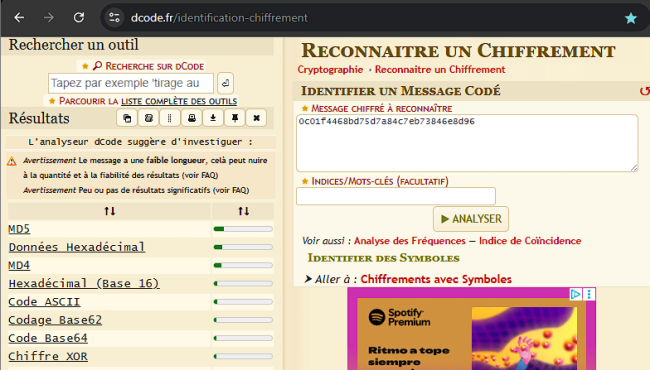 dcode.fr/identification-chiffrement
Rechercher un outil
★ Recherche sur dCode
Tapez par exemple 'tirage au
★ Parcourir la liste complète des outils
Résultats
L'analyseur dCode suggère d'investiguer :
Avertissement Le message a une faible longueur, celà peut nuire
à la quantité et à la fiabilité des résultats (voir FAQ)
Avertissement Peu ou pas de résultats significatifs (voir FAQ)
↑↓ ↑↓
MD5
Données Hexadécimal
MD4
Hexadécimal (Base 16)
Code ASCII
Codage Base62
Code Base64
Chiffre XOR
Reconnaitre un Chiffrement
Cryptographie • Reconnaitre un Chiffrement
Identifier un Message Codé
★ Message chiffré à reconnaître
0c01f4468bd75d7a84c7eb73846e8d96
★ Indices/Mots-clés (facultatif)
▶ ANALYSER
Voir aussi : Analyse des Fréquences — Indice de Coïncidence
Identifier des Symboles
➤ Aller à : Chiffrements avec Symboles
Spotify
Premium
Ritmo a tope
siempre